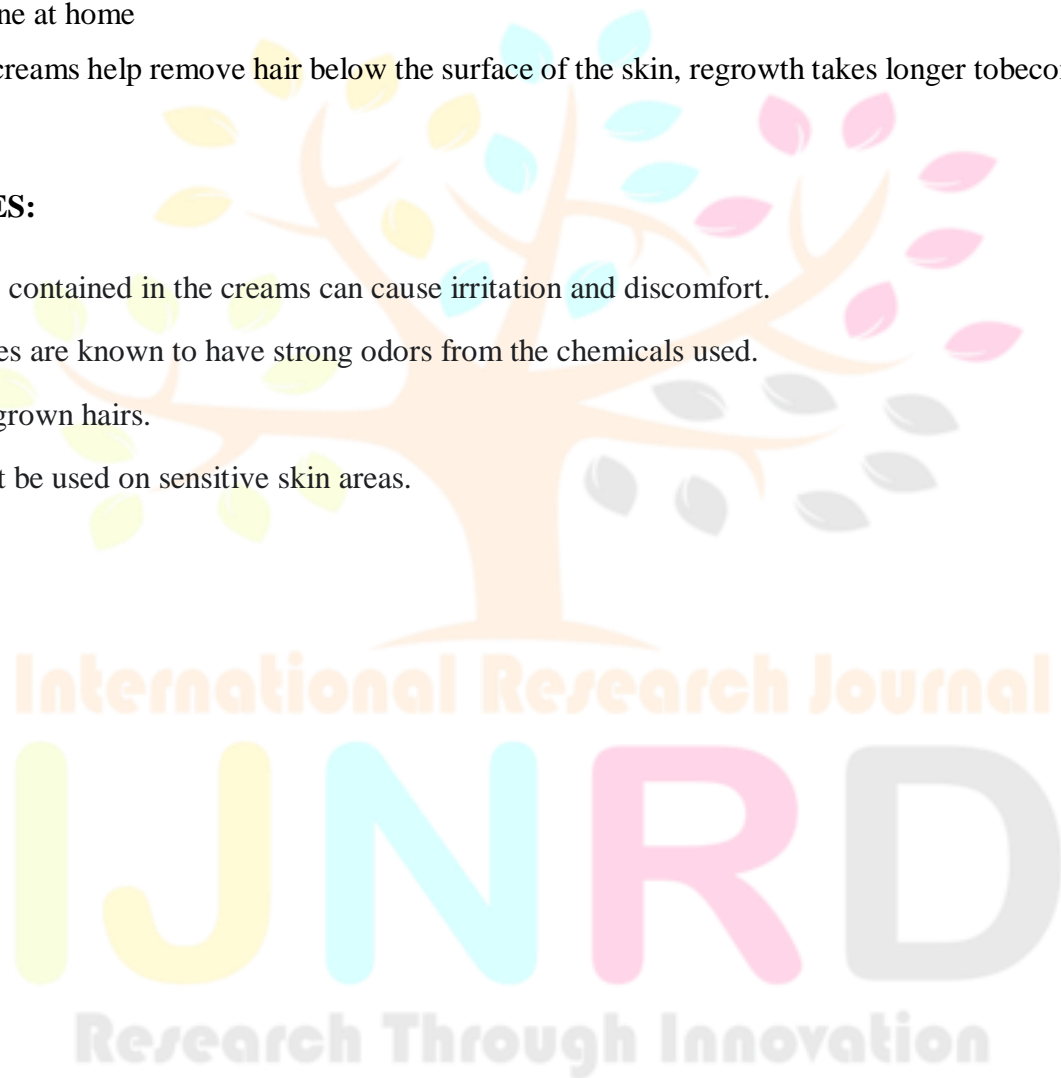 ne at home
creams help remove hair below the surface of the skin, regrowth takes longer tobeco
ES:
contained in the creams can cause irritation and discomfort.
es are known to have strong odors from the chemicals used.
grown hairs.
t be used on sensitive skin areas.
International Research Journal
IJNRD
Research Through Innovation